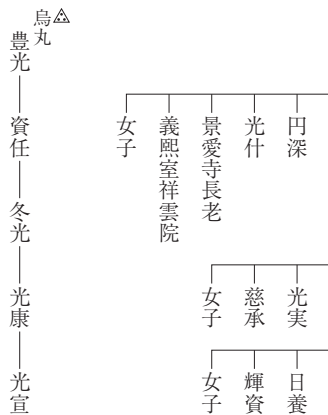 円深
光什
景愛寺長老
義煕室祥雲院
女子
光実
慈承
女子
日養
輝資
女子
烏丸
豊光
資任
冬光
光康
光宣